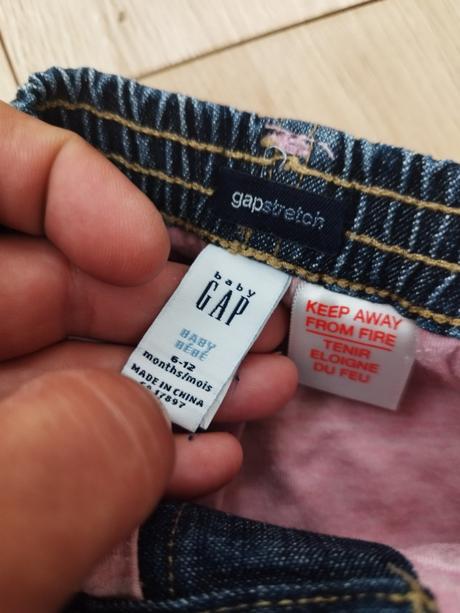 gapstretch
baby
GAP
BABY
BÉBÉ
6-12
months/mois
MADE IN CHINA
KEEP AWAY
FROM FIRE
TENIR
ELOIGNE
DU FEU